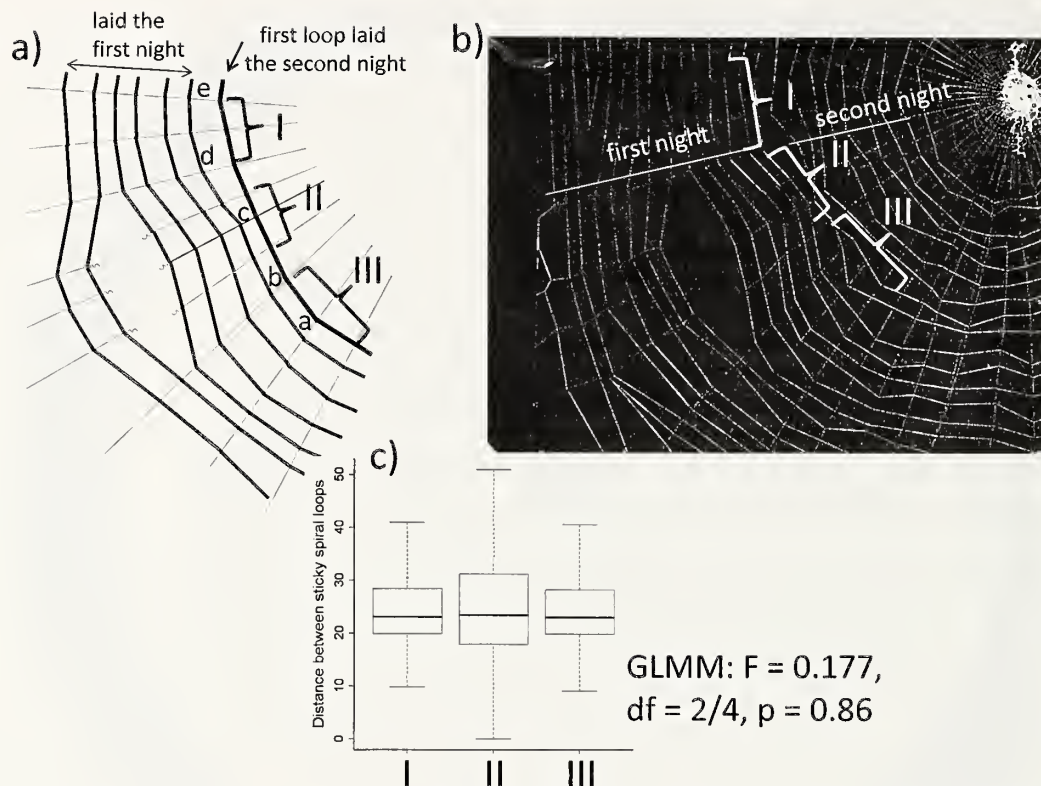 a)
laid the
first night
first loop laid
the second night
e
I
d
II
c
III
b
a
b)
I
second night
first night
II
III
c)
Distance between sticky spiral loops
50
40
30
20
10
0
I II III
GLMM: F = 0.177,
df = 2/4, p = 0.86